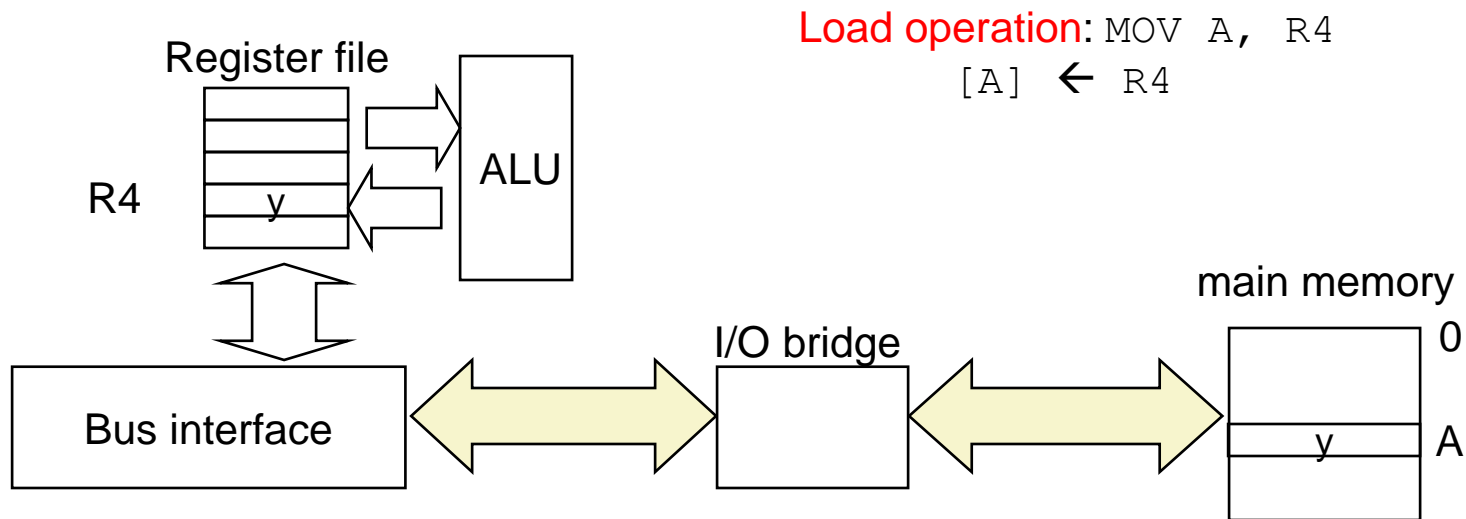 Load operation: MOV A, R4
[A] ← R4
Register file
ALU
R4
y
main memory
I/O bridge
0
Bus interface
y
A